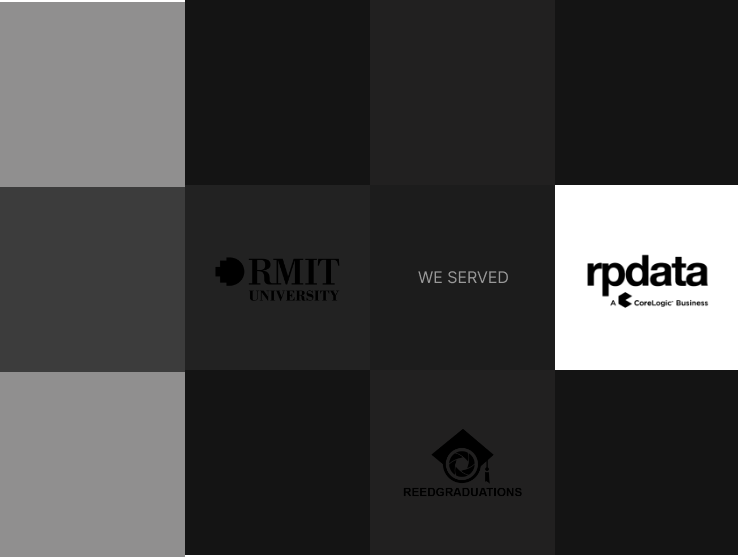 RMIT
UNIVERSITY
WE SERVED
rpdata
A CoreLogic® Business
REEDGRADUATIONS